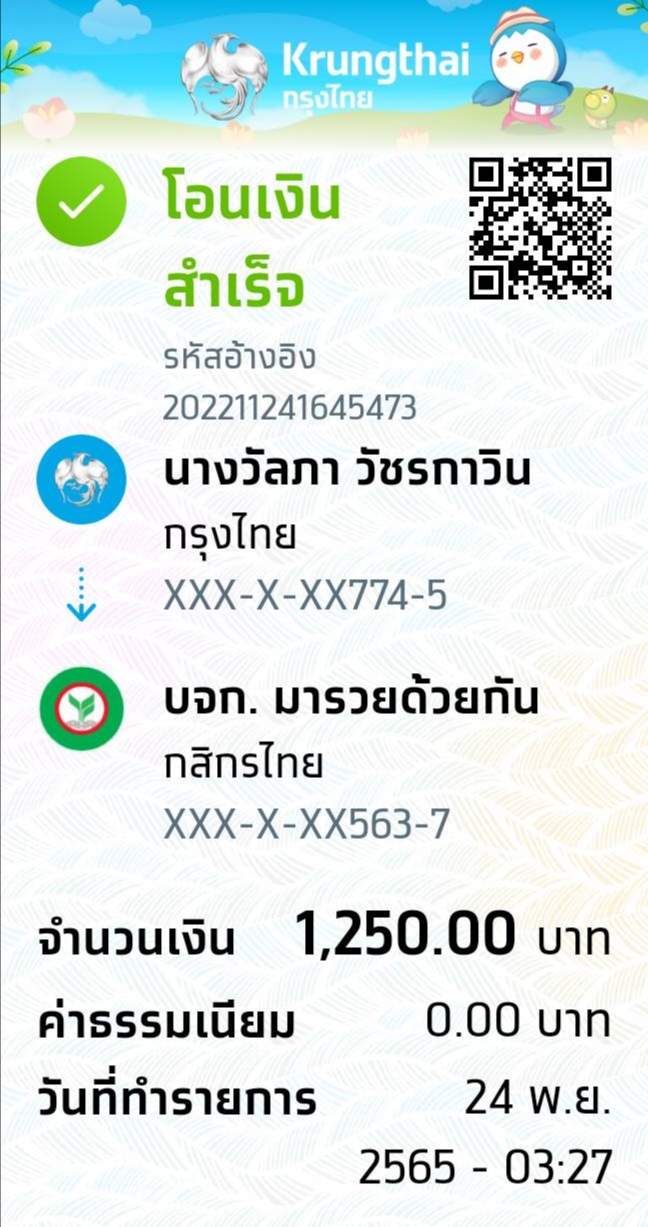 Krungthai
กรุงไทย
โอนเงิน
สำเร็จ
รหัสอ้างอิง
202211241645473
นางวัลภา วัชรกาวิน
กรุงไทย
XXX-X-XX774-5
บจก. มารวยด้วยกัน
กสิกรไทย
XXX-X-XX563-7
จำนวนเงิน 1,250.00 บาท
ค่าธรรมเนียม 0.00 บาท
วันที่ทำรายการ 24 พ.ย.
2565 - 03:27